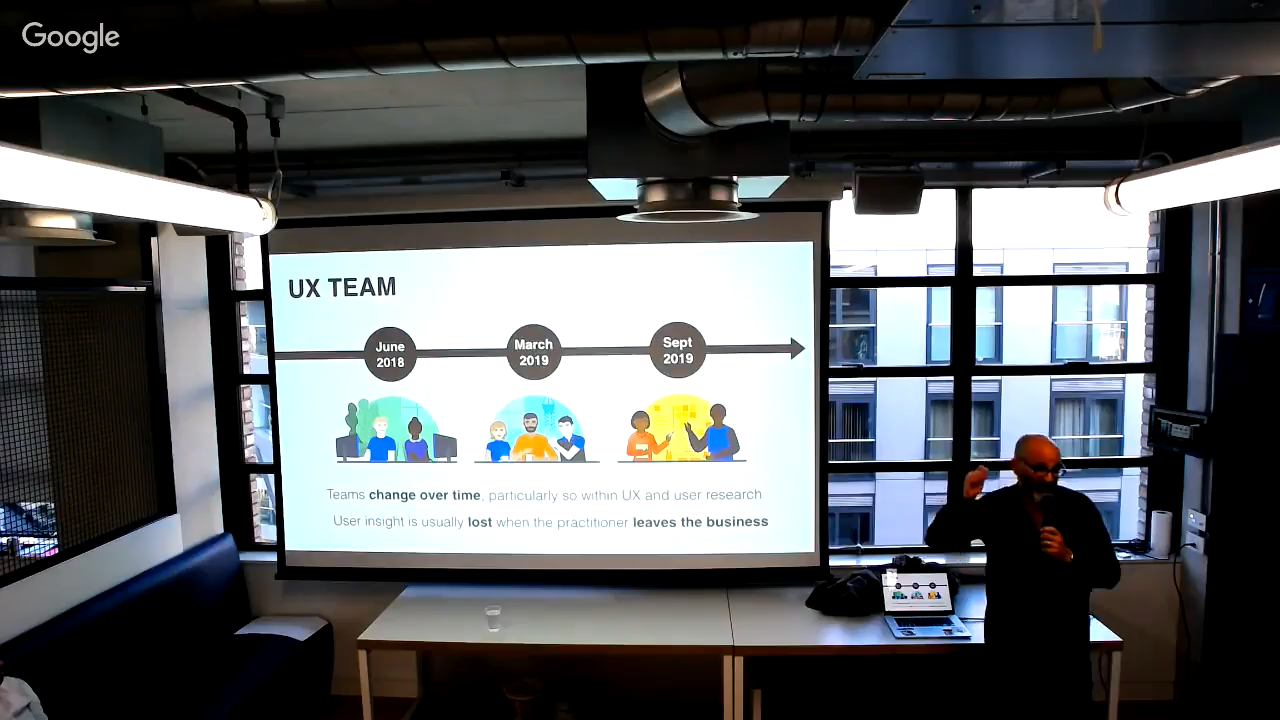 Google
UX TEAM
June
2018
March
2019
Sept
2019
Teams change over time, particularly so within UX and user research
User insight is usually lost when the practitioner leaves the business